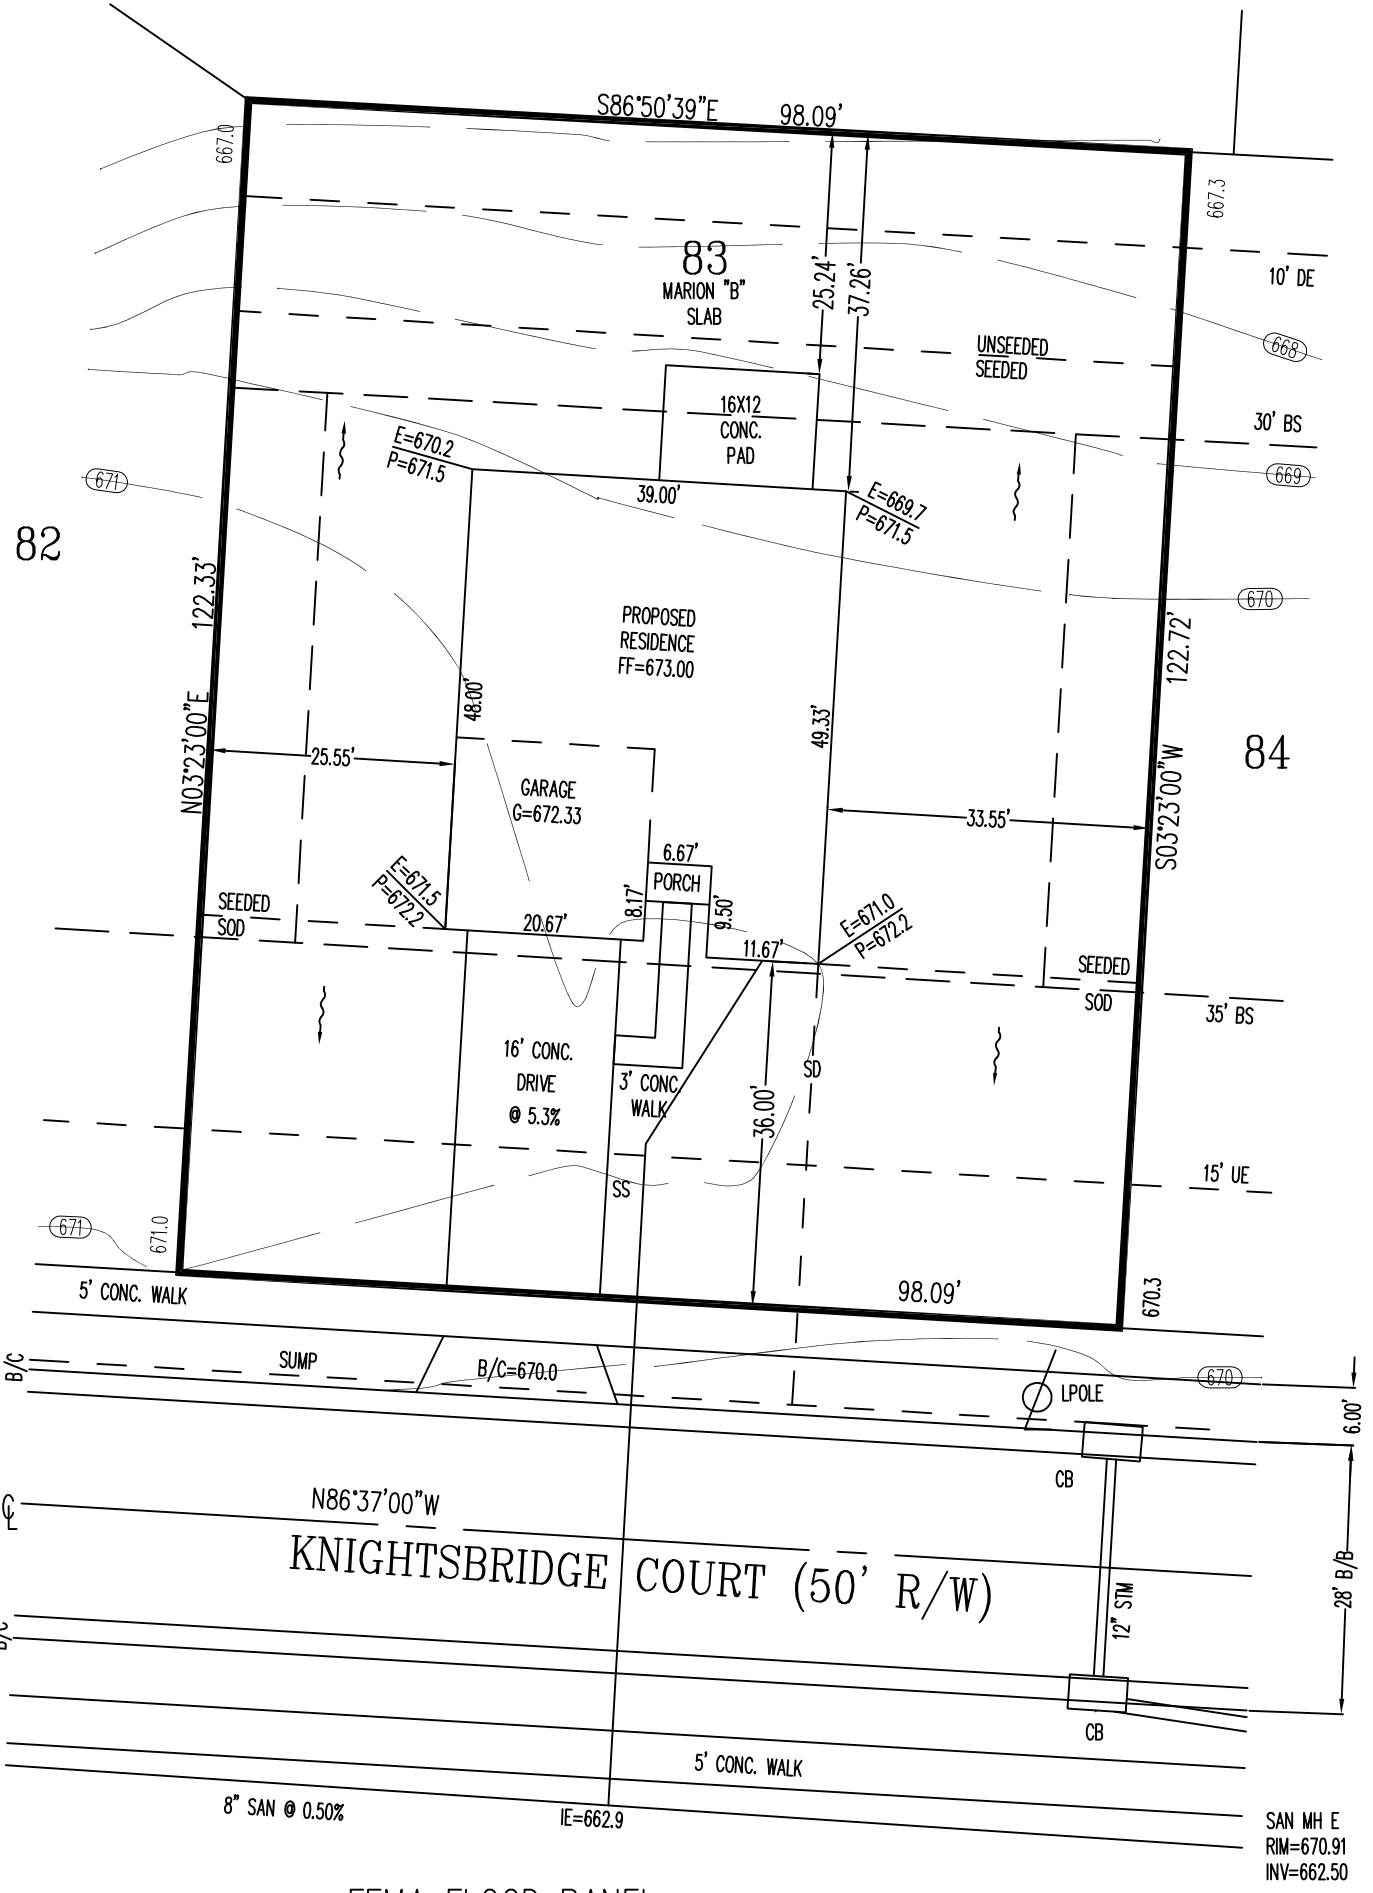 S86°50'39"E 98.09'
667.0
667.3
83
MARION "B"
SLAB
25.24'
37.26'
10' DE
UNSEEDED
SEEDED
668
16X12
CONC.
PAD
30' BS
E=670.2
P=671.5
671
669
39.00'
E=669.7
P=671.5
82
122.33'
N03°23'00"E
670
PROPOSED
RESIDENCE
FF=673.00
122.72'
S03°23'00"W
48.00'
49.33'
84
25.55'
GARAGE
G=672.33
33.55'
6.67'
PORCH
E=671.5
P=672.2
8.17'
9.50'
E=671.0
P=672.2
SEEDED
SOD
20.67'
11.67'
SEEDED
SOD
35' BS
16' CONC.
DRIVE
@ 5.3%
3' CONC.
WALK
SD
36.00'
SS
15' UE
671
671.0
5' CONC. WALK
98.09'
670.3
B/C
SUMP
B/C=670.0
670
LPOLE
6.00'
CB
N86°37'00"W
CL
KNIGHTSBRIDGE COURT (50' R/W)
12" STM
28' B/B
B/C
CB
5' CONC. WALK
8" SAN @ 0.50%
IE=662.9
SAN MH E
RIM=670.91
INV=662.50
FEMA FLOOD PANEL